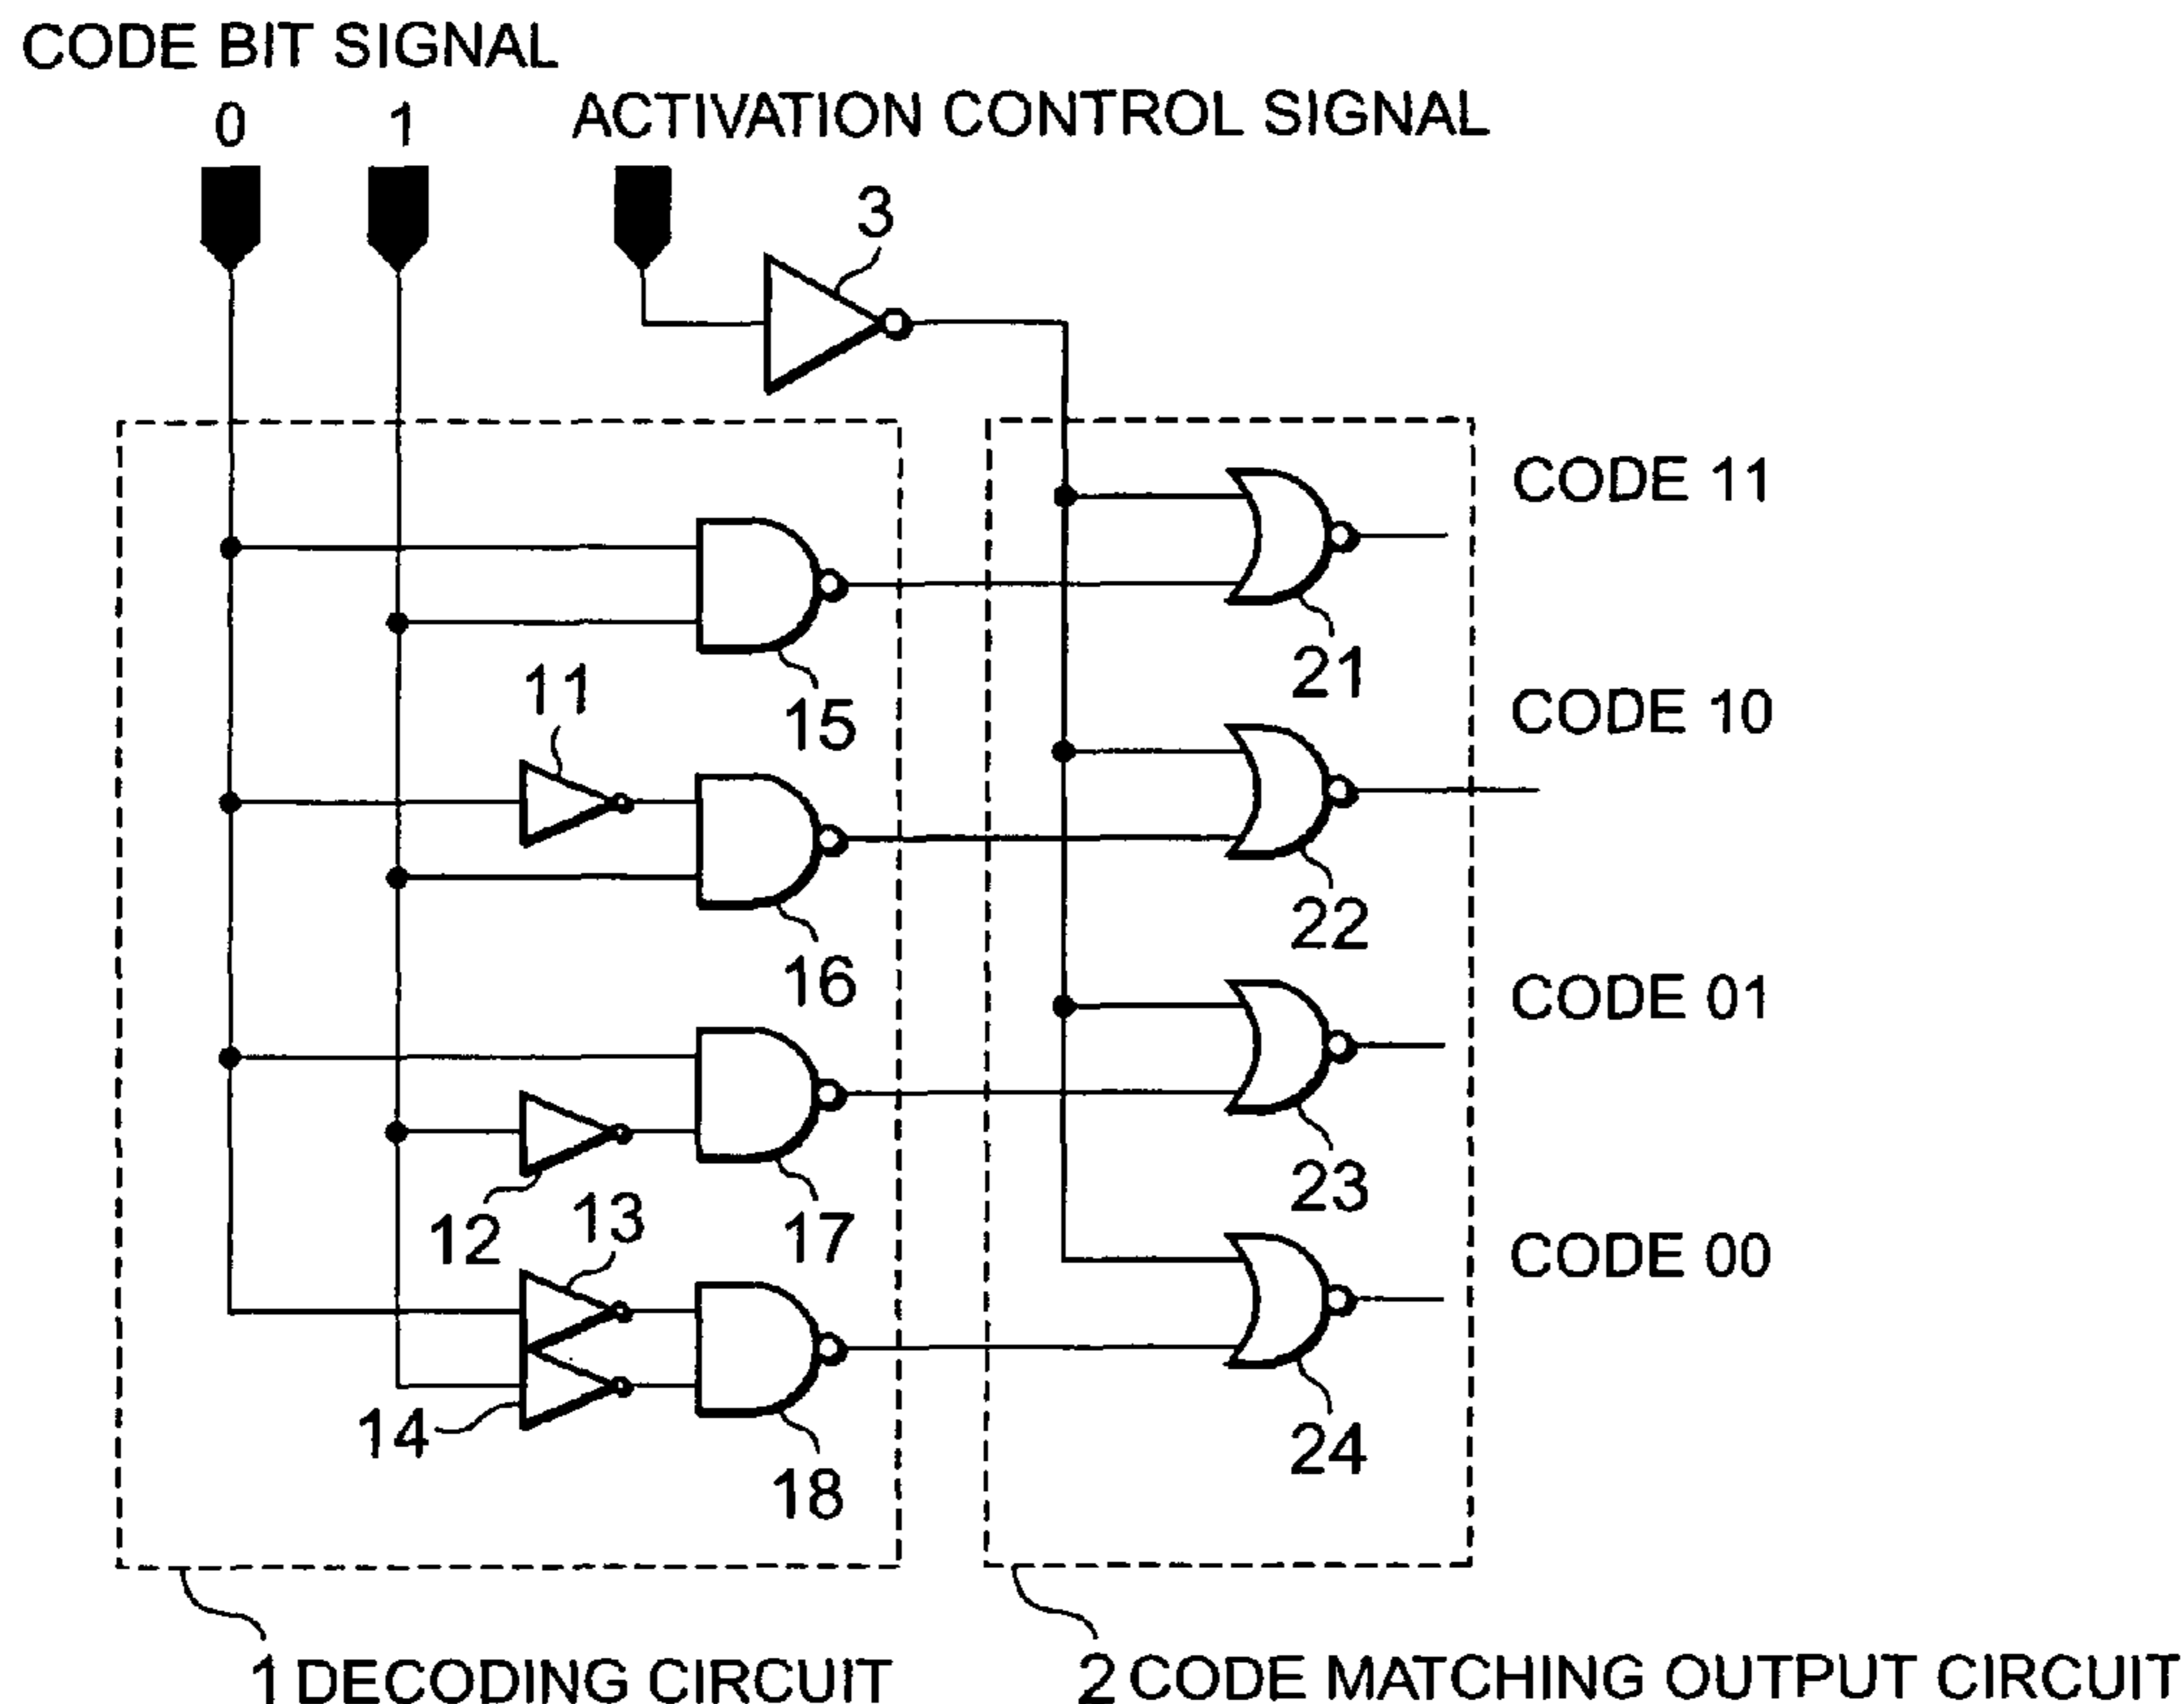 CODE BIT SIGNAL
0 1 ACTIVATION CONTROL SIGNAL
3
CODE 11
21
11 15
CODE 10
22
16
CODE 01
23
12 13 17
CODE 00
14
24
18
1 DECODING CIRCUIT
2 CODE MATCHING OUTPUT CIRCUIT